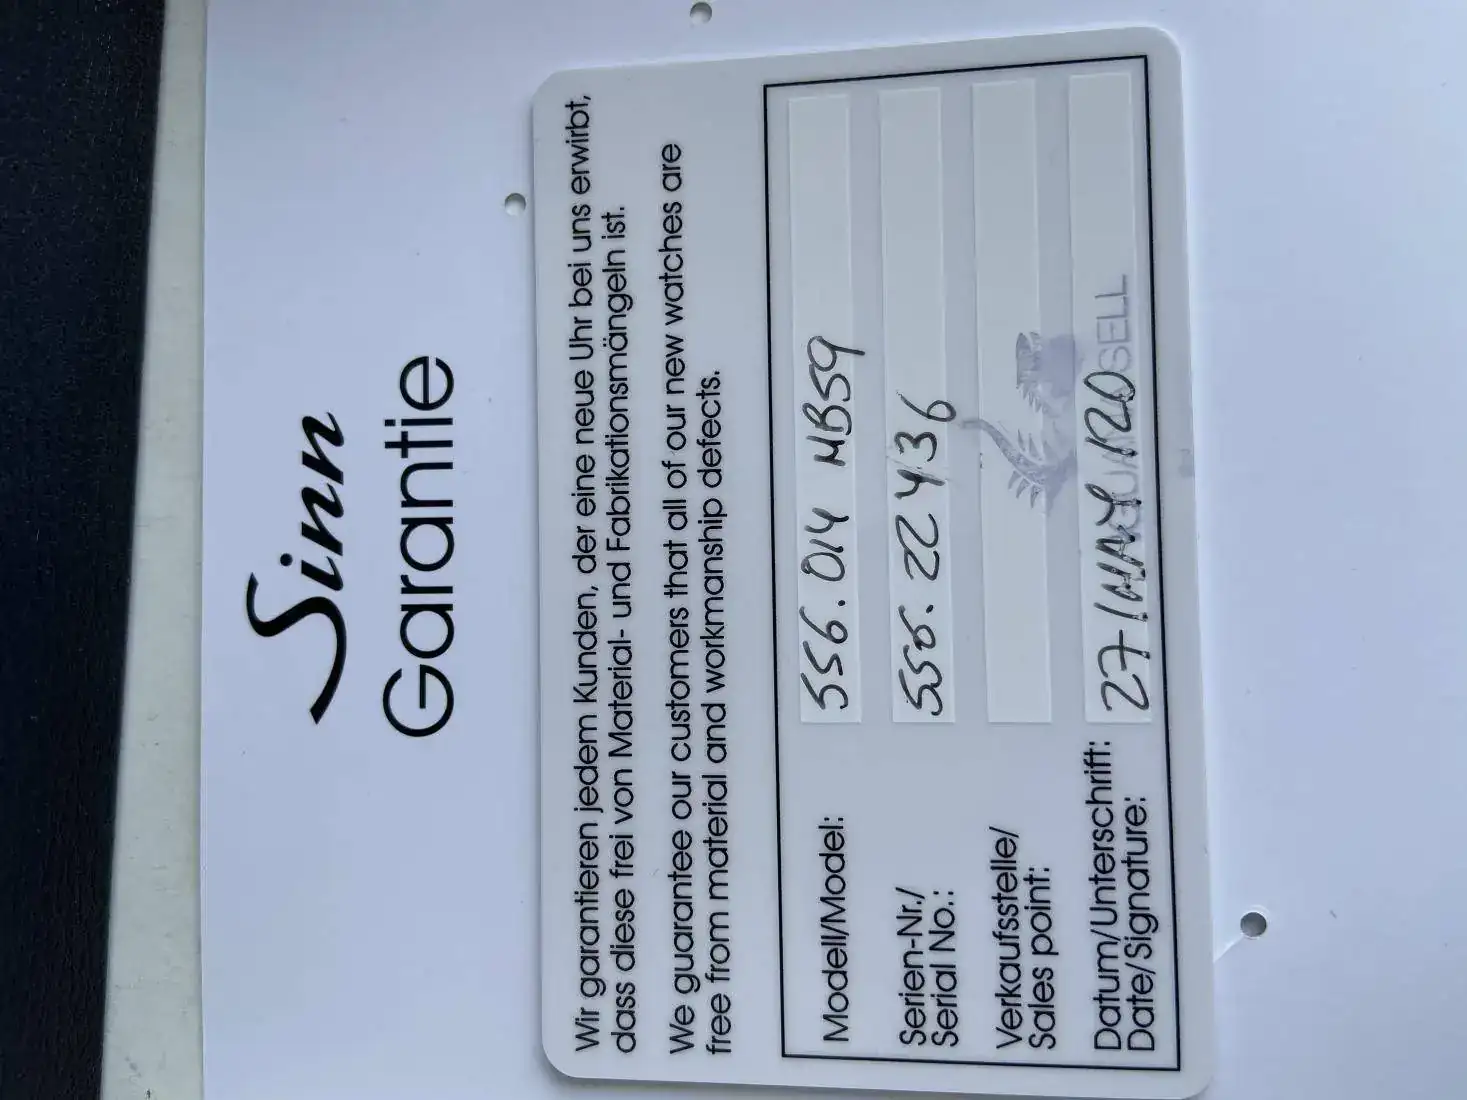 Sinn
Garantie
Wir garantieren jedem Kunden, der eine neue Uhr bei uns erwirbt,
dass diese frei von Material- und Fabrikationsmängeln ist.
We guarantee our customers that all of our new watches are
free from material and workmanship defects.
Modell/Model: 556.014 MB59
Serien-Nr./
Serial No.: 556.22436
Verkaufsstelle/
Sales point:
Datum/Unterschrift:
Date/Signature: 27/MAY/20